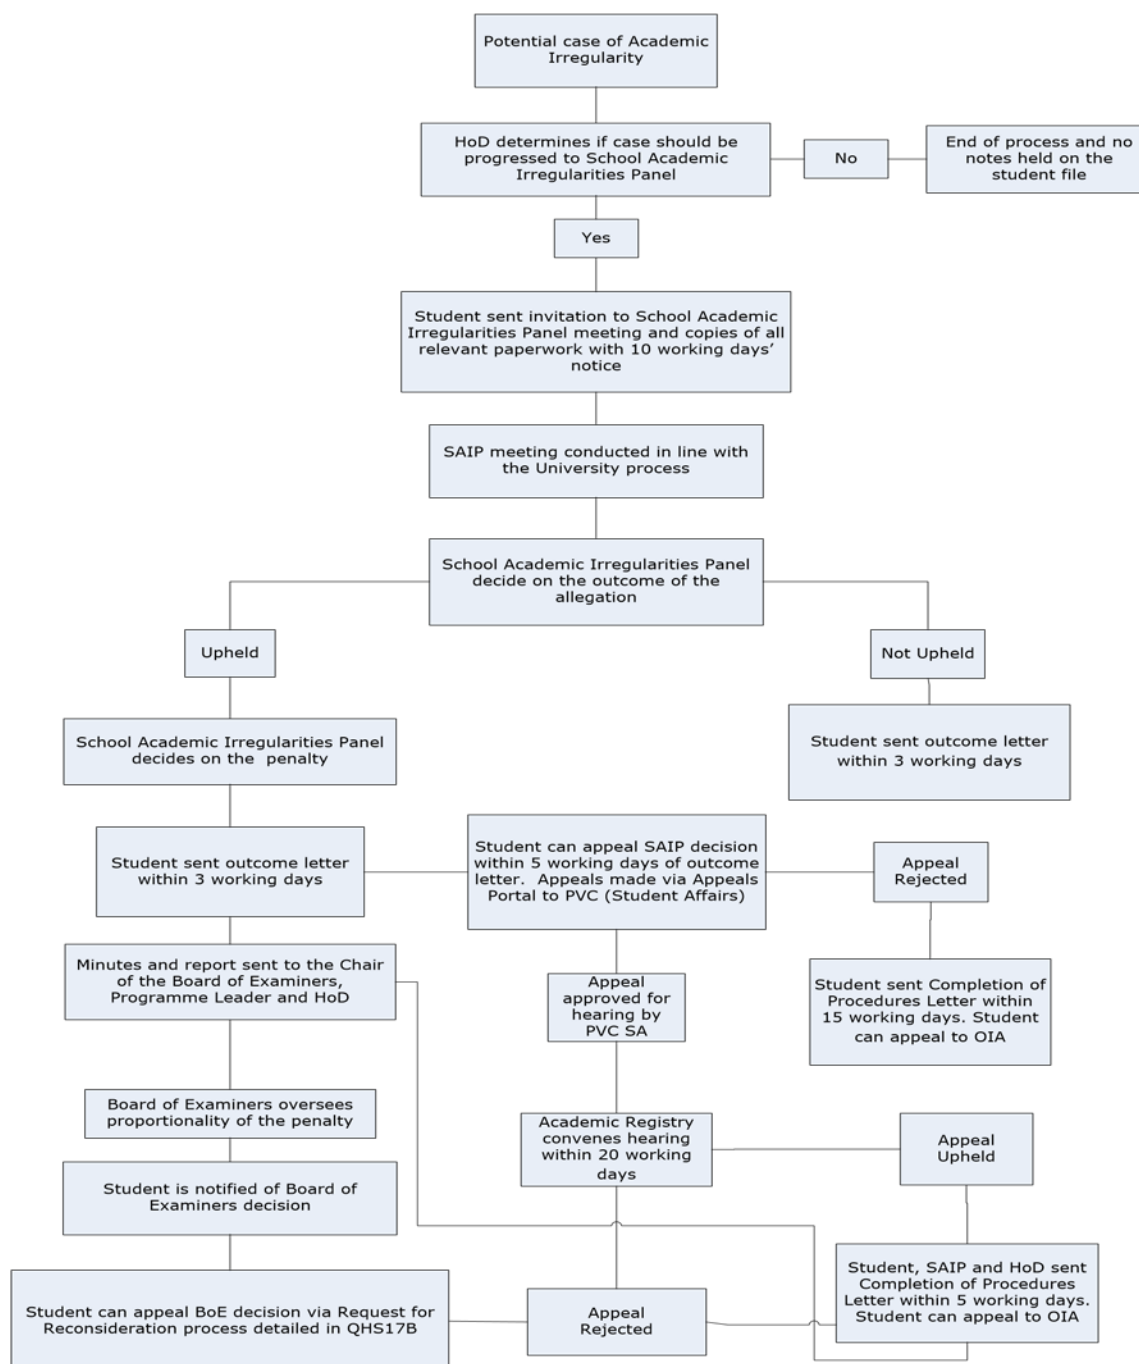 Potential case of Academic
Irregularity
HoD determines if case should be
progressed to School Academic
Irregularities Panel
No
End of process and no
notes held on the
student file
Yes
Student sent invitation to School Academic
Irregularities Panel meeting and copies of all
relevant paperwork with 10 working days'
notice
SAIP meeting conducted in line with
the University process
School Academic Irregularities Panel
decide on the outcome of the
allegation
Upheld
Not Upheld
School Academic Irregularities Panel
decides on the penalty
Student sent outcome letter
within 3 working days
Student sent outcome letter
within 3 working days
Student can appeal SAIP decision
within 5 working days of outcome
letter. Appeals made via Appeals
Portal to PVC (Student Affairs)
Appeal
Rejected
Minutes and report sent to the Chair
of the Board of Examiners,
Programme Leader and HoD
Appeal
approved for
hearing by
PVC SA
Student sent Completion of
Procedures Letter within
15 working days. Student
can appeal to OIA
Board of Examiners oversees
proportionality of the penalty
Academic Registry
convenes hearing
within 20 working
days
Appeal
Upheld
Student is notified of Board of
Examiners decision
Student can appeal BoE decision via Request for
Reconsideration process detailed in QHS17B
Appeal
Rejected
Student, SAIP and HoD sent
Completion of Procedures
Letter within 5 working days.
Student can appeal to OIA